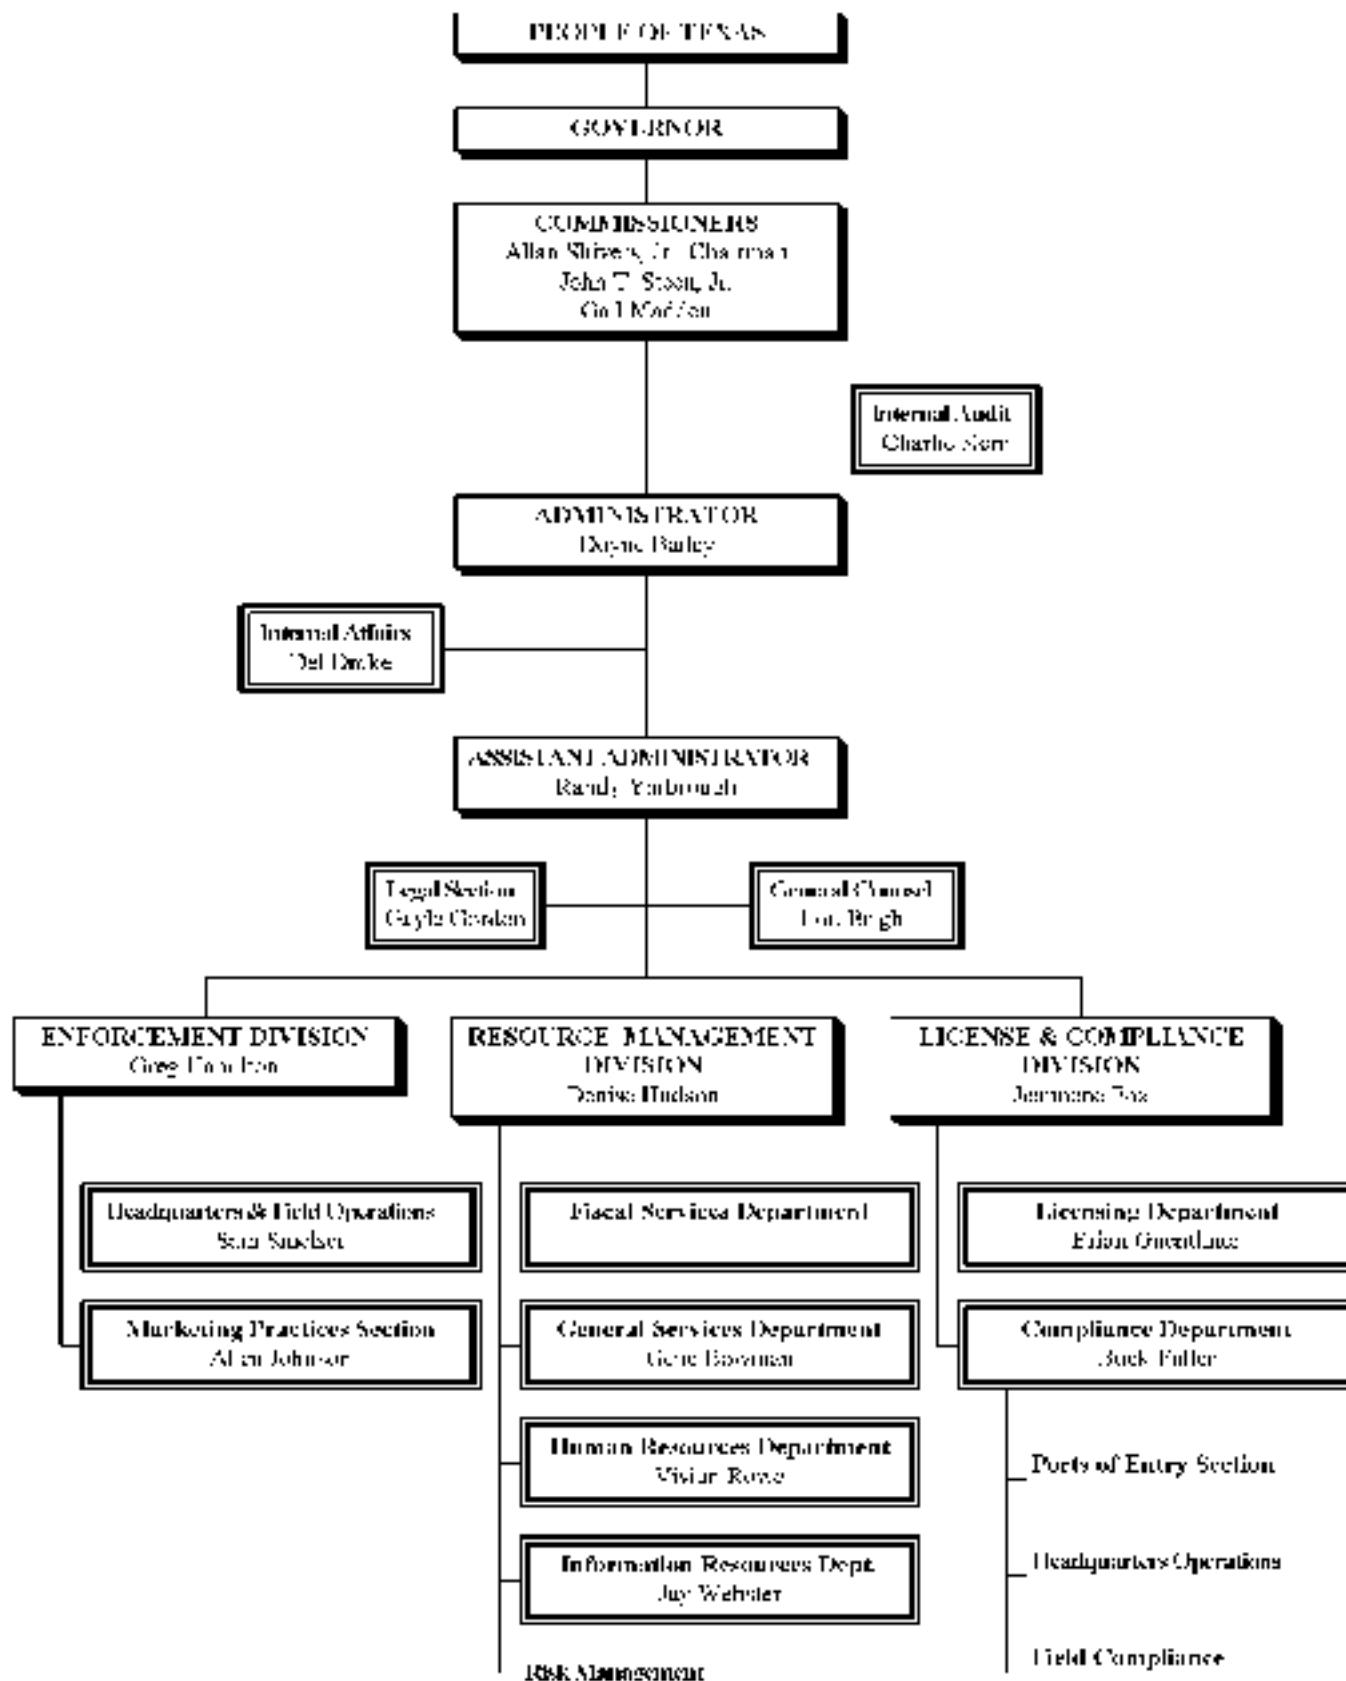 PEOPLE OF TEXAS
GOVERNOR
COMMISSIONERS
Allan Shivers, Jr. Chairman
John T. Steen, Jr.
Gail Madden
Internal Audit
Charlie Kerr
ADMINISTRATOR
Doyne Bailey
Internal Affairs
Del Drake
ASSISTANT ADMINISTRATOR
Randy Yarbrough
Legal Section
Gayle Gordon
General Counsel
Lou Bright
ENFORCEMENT DIVISION
Greg Hamilton
RESOURCE MANAGEMENT
DIVISION
Denise Hudson
LICENSE & COMPLIANCE
DIVISION
Jeannene Fox
Headquarters & Field Operations
Sam Smelser
Marketing Practices Section
Allen Johnson
Fiscal Services Department
General Services Department
Gene Bowman
Human Resources Department
Vivian Rowe
Information Resources Dept.
Jay Webster
Risk Management
Licensing Department
Brian
Compliance Department
Buck Fuller
Ports of Entry Section
Headquarters Operations
Field Compliance